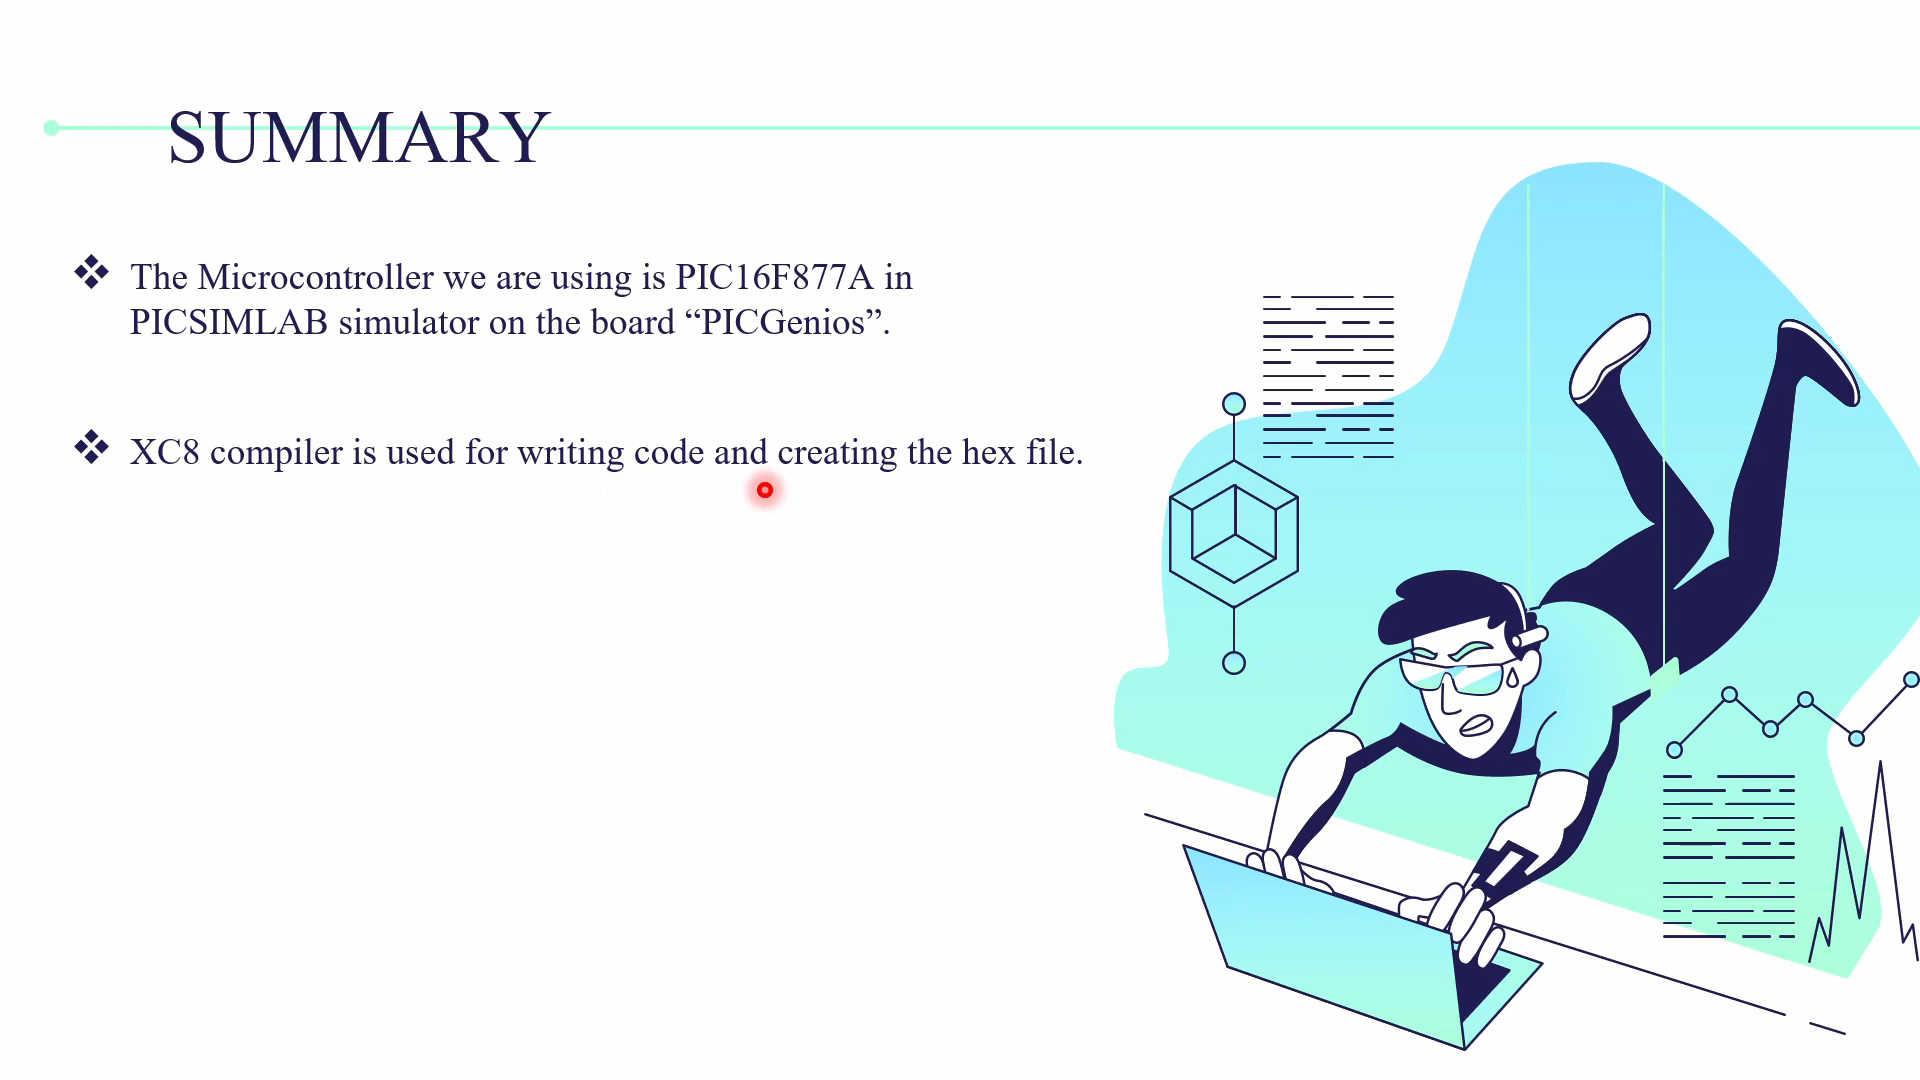 SUMMARY
The Microcontroller we are using is PIC16F877A in
PICSIMLAB simulator on the board “PICGenios”.
XC8 compiler is used for writing code and creating the hex file.